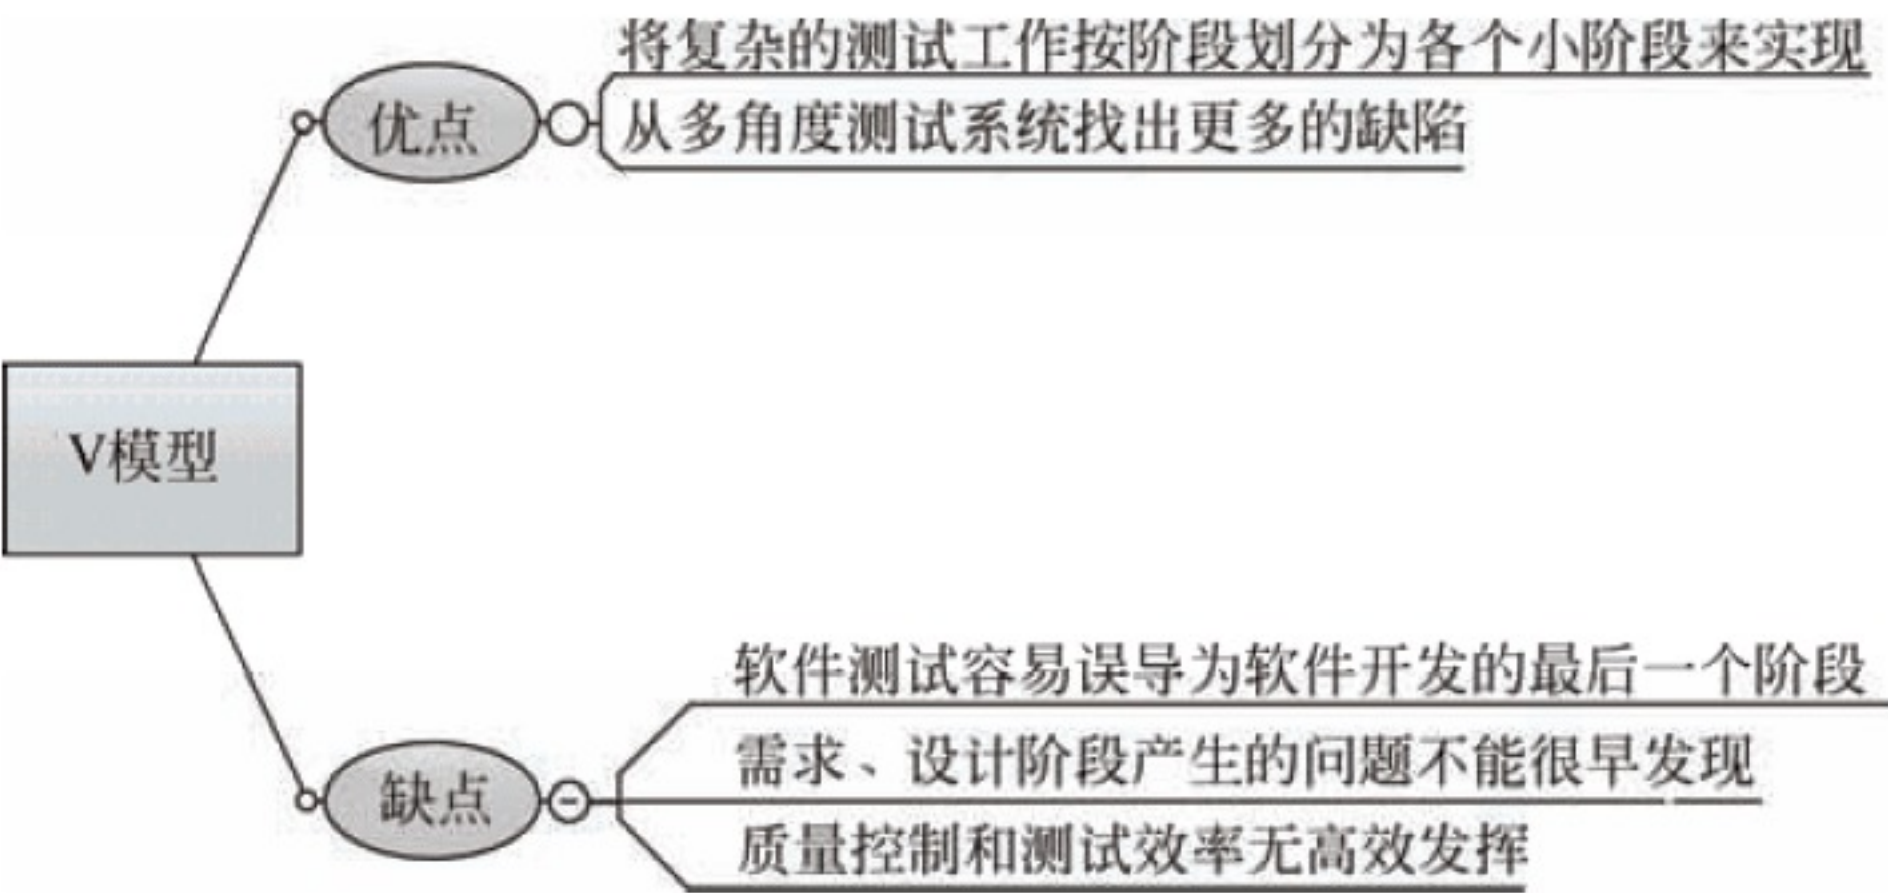 将复杂的测试工作按阶段划分为各个小阶段来实现
优点
从多角度测试系统找出更多的缺陷
V模型
软件测试容易误导为软件开发的最后一个阶段
需求、设计阶段产生的问题不能很早发现
缺点
质量控制和测试效率无高效发挥